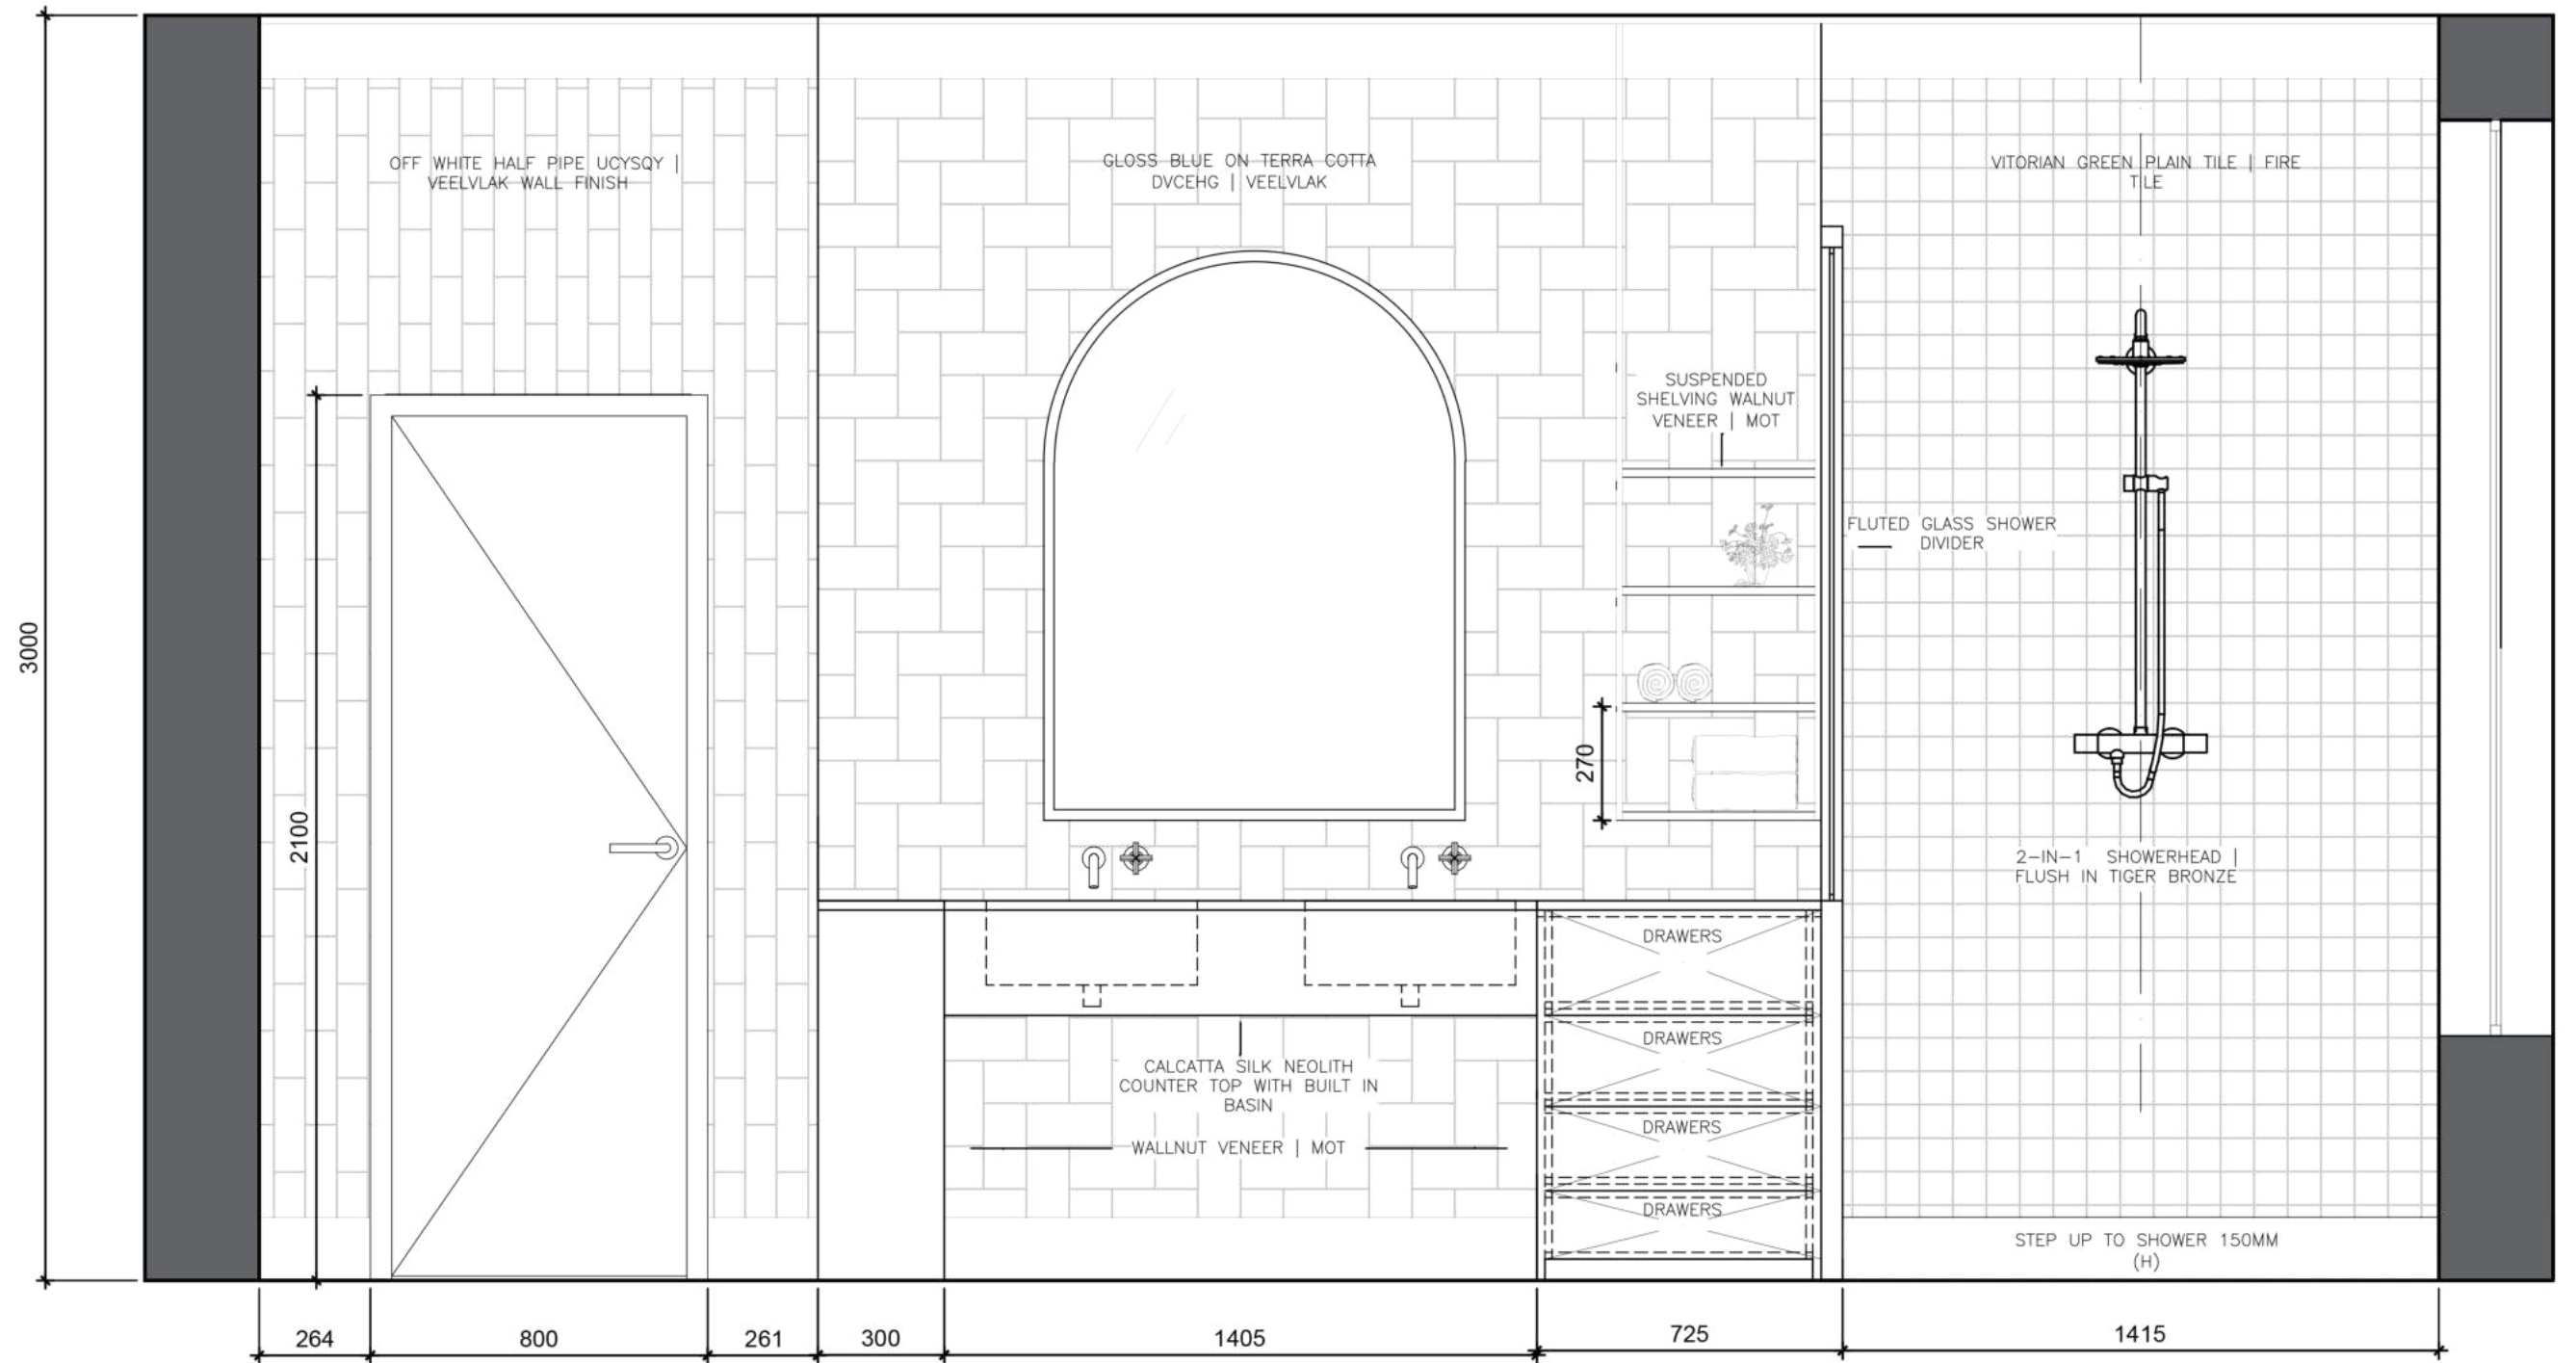 OFF WHITE HALF PIPE UCYSQY |
VEELVLAK WALL FINISH
GLOSS BLUE ON TERRA COTTA
DVCEHG | VEELVLAK
VITORIAN GREEN PLAIN TILE | FIRE
TILE
SUSPENDED
SHELVING WALNUT
VENEER | MOT
FLUTED GLASS SHOWER
DIVIDER
3000
2100
270
2-IN-1 SHOWERHEAD |
FLUSH IN TIGER BRONZE
DRAWERS
DRAWERS
DRAWERS
DRAWERS
CALCATTA SILK NEOLITH
COUNTER TOP WITH BUILT IN
BASIN
WALLNUT VENEER | MOT
STEP UP TO SHOWER 150MM
(H)
264
800
261
300
1405
725
1415